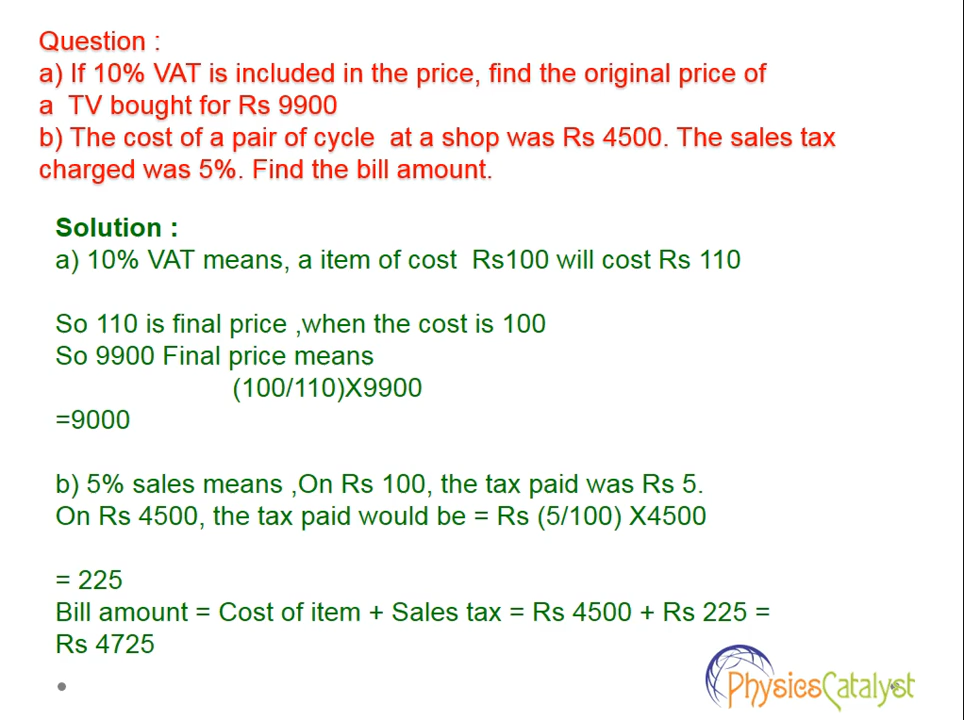 Question :
a) If 10% VAT is included in the price, find the original price of
a  TV bought for Rs 9900
b) The cost of a pair of cycle  at a shop was Rs 4500. The sales tax
charged was 5%. Find the bill amount.
Solution :
a) 10% VAT means, a item of cost  Rs100 will cost Rs 110
So 110 is final price ,when the cost is 100
So 9900 Final price means
(100/110)X9900
=9000
b) 5% sales means ,On Rs 100, the tax paid was Rs 5.
On Rs 4500, the tax paid would be = Rs (5/100) X4500
= 225
Bill amount = Cost of item + Sales tax = Rs 4500 + Rs 225 =
Rs 4725
PhysicsCatalyst